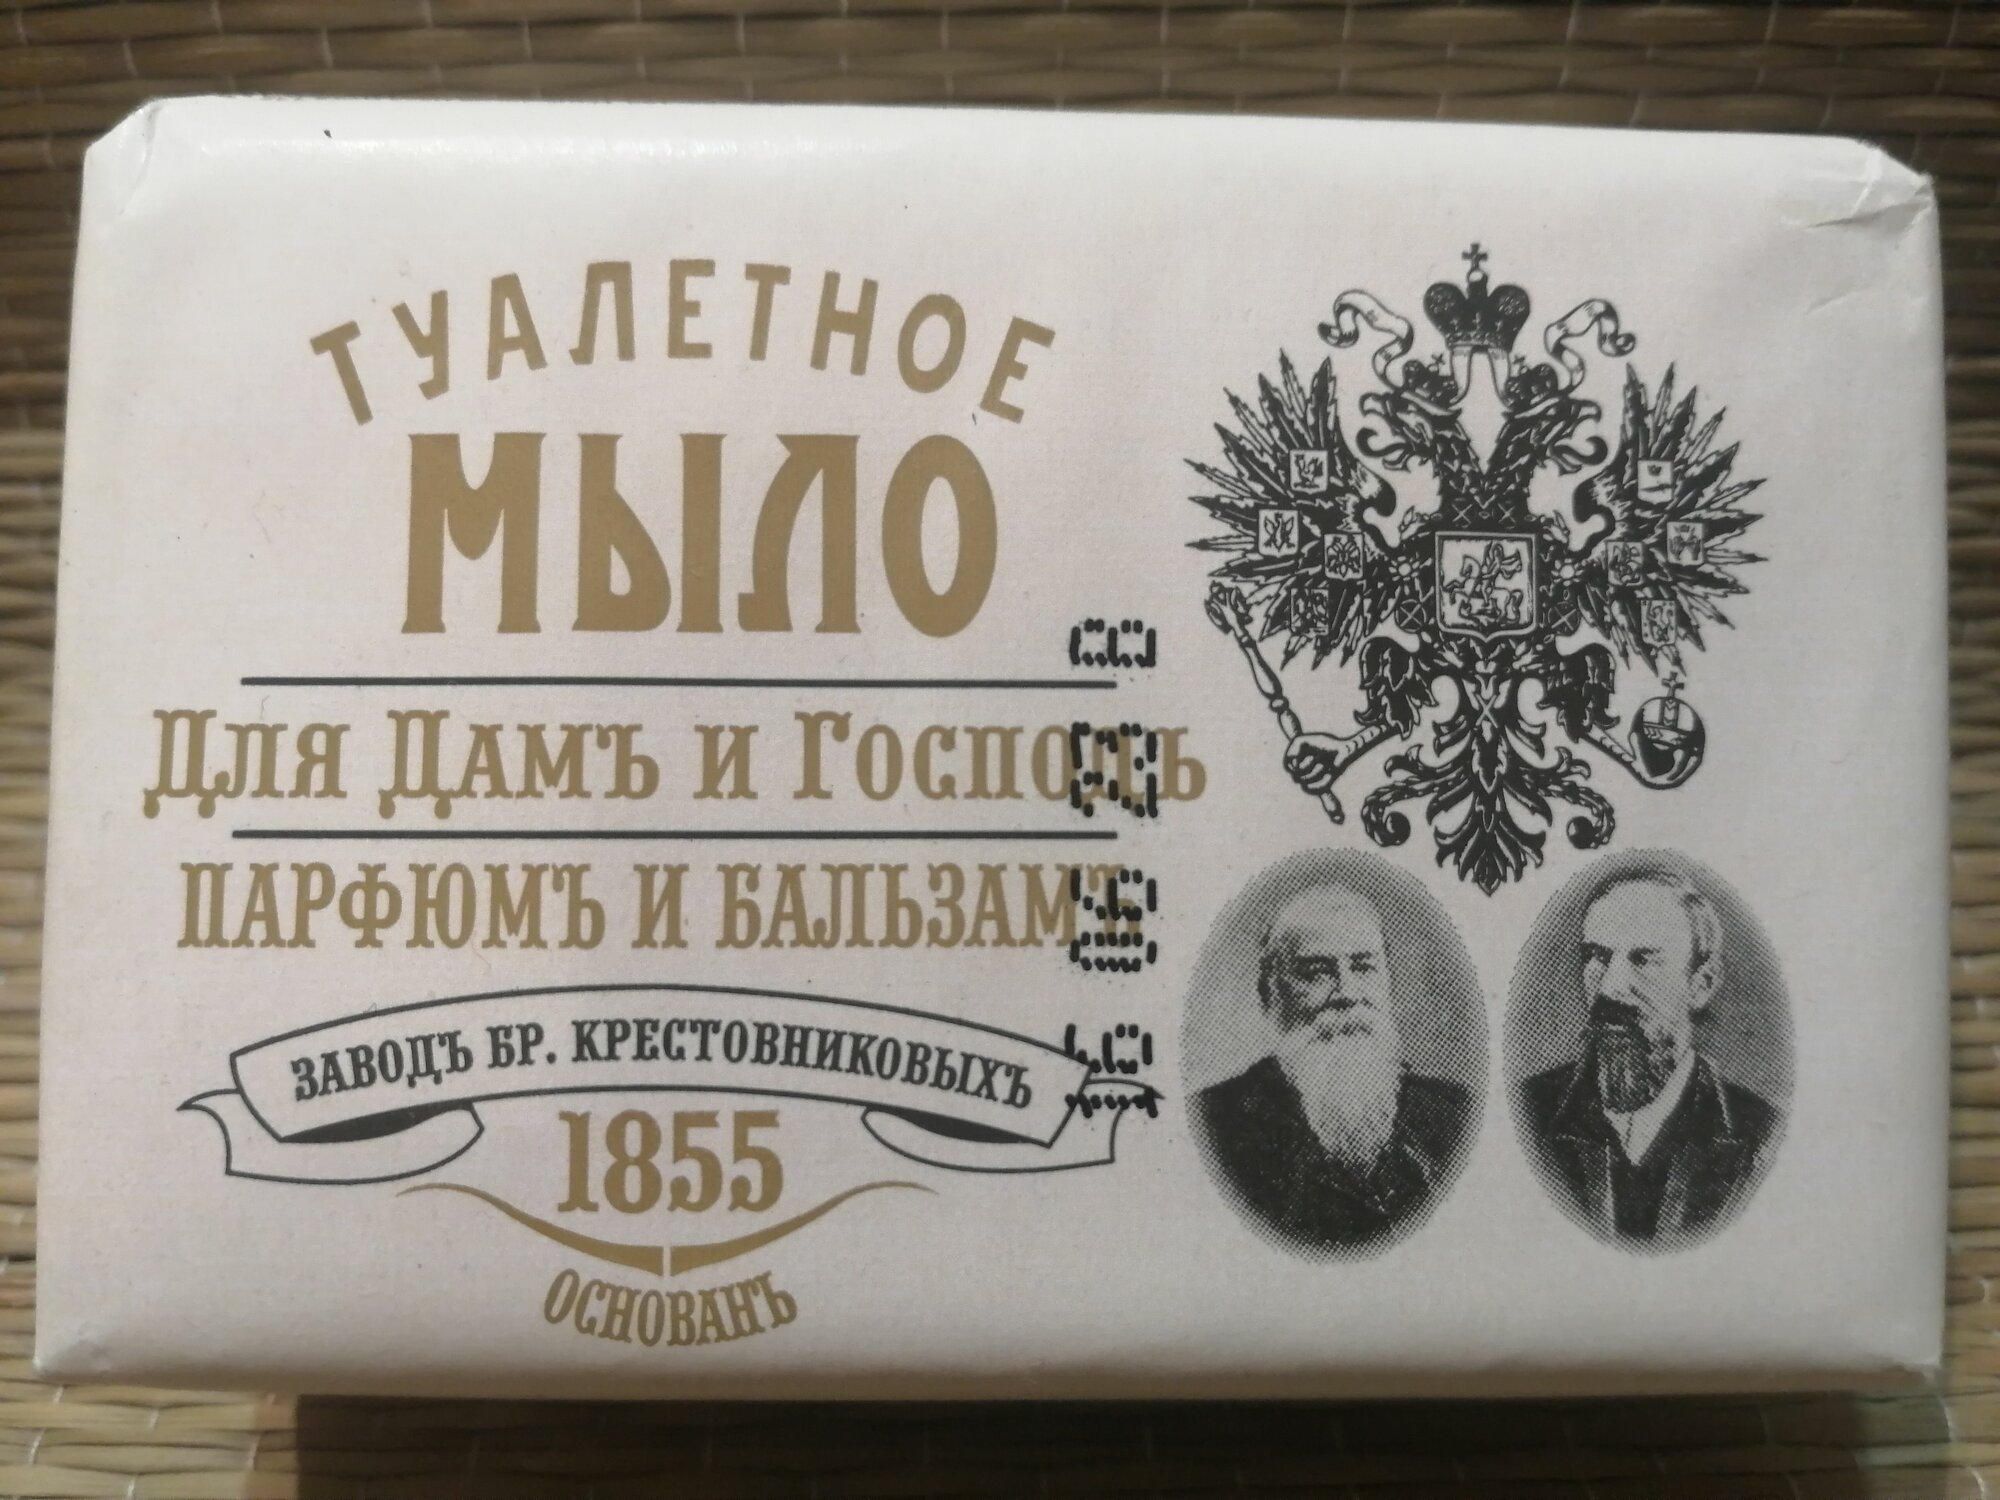 ТУАЛЕТНОЕ
МЫЛО
Для Дамъ и Господъ
ПАРФЮМЪ И БАЛЬЗАМЪ
ЗАВОДЪ БР. КРЕСТОВНИКОВЫХЪ
1855
ОСНОВАНЪ